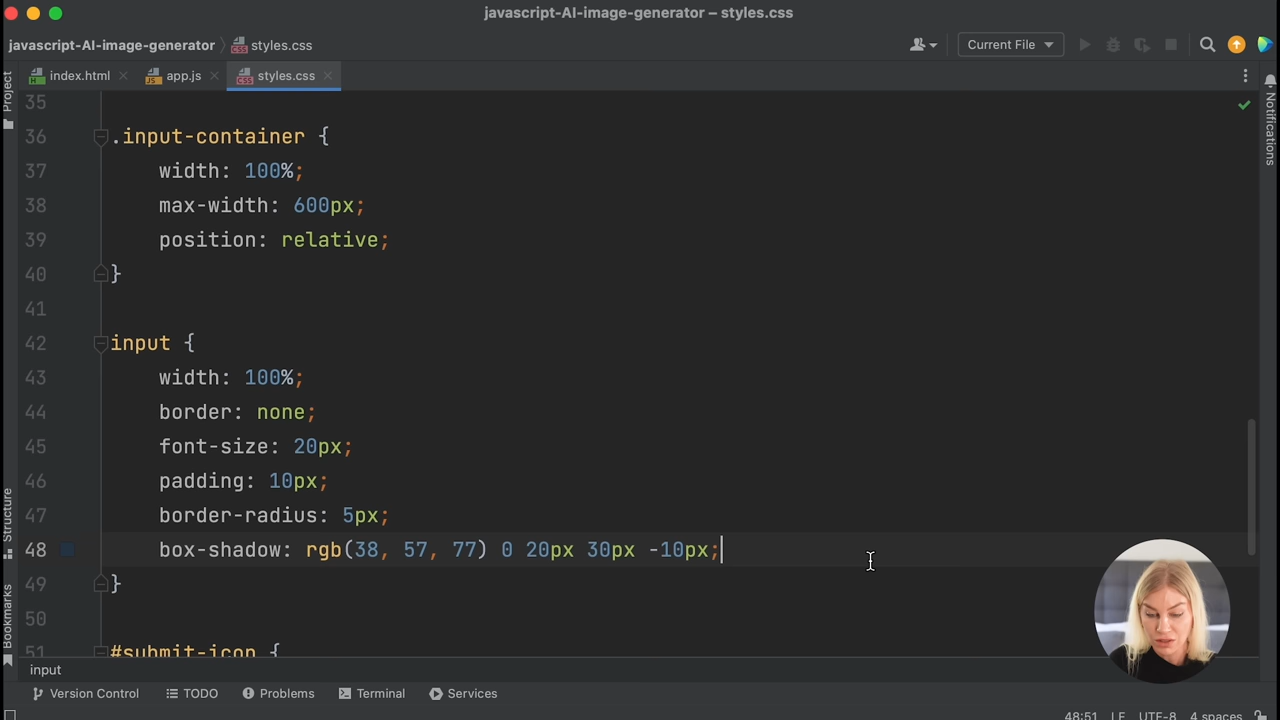 javascript-AI-image-generator – styles.css
javascript-AI-image-generator styles.css Current File
index.html app.js styles.css
Project
Notifications
Structure
Bookmarks
35
36 .input-container {
37 width: 100%;
38 max-width: 600px;
39 position: relative;
40 }
41
42 input {
43 width: 100%;
44 border: none;
45 font-size: 20px;
46 padding: 10px;
47 border-radius: 5px;
48 box-shadow: rgb(38, 57, 77) 0 20px 30px -10px;
49 }
50
51 #submit-icon {
input
Version Control TODO Problems Terminal Services
48:51 LF UTF-8 4 spaces